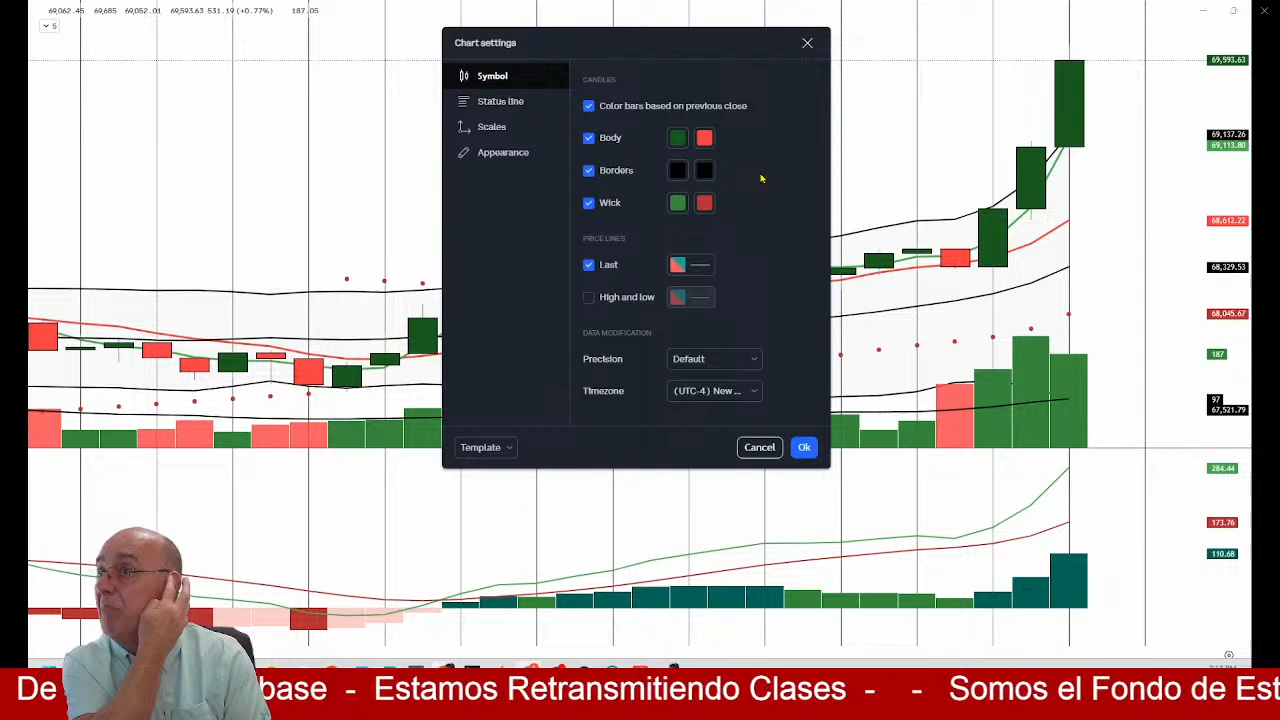 69,062.45 69,685 69,052.01 69,593.63 531.19 (+0.77%) 187.05
5
Chart settings
Symbol
Status line
Scales
Appearance
CANDLES
Color bars based on previous close
Body
Borders
Wick
PRICE LINES
Last
High and low
DATA MODIFICATION
Precision Default
Timezone (UTC-4) New ...
Template
Cancel Ok
69,593.63
69,137.26
69,113.80
68,612.22
68,329.53
68,045.67
187
97
67,521.79
284.44
173.76
110.68
De base - Estamos Retransmitiendo Clases - - Somos el Fondo de Est